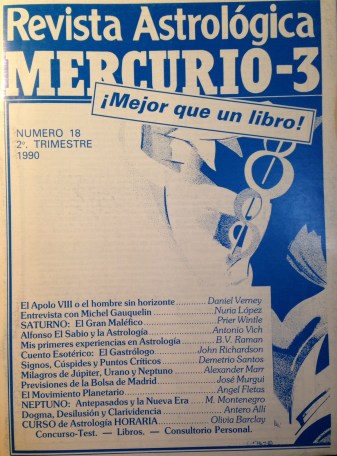 Revista Astrológica
MERCURIO-3
¡Mejor que un libro!
NUMERO 18
2º. TRIMESTRE
1990
El Apolo VIII o el hombre sin horizonte Daniel Verney
Entrevista con Michel Gauquelin Nuria López
SATURNO: El Gran Maléfico Prier Wintle
Alfonso El Sabio y la Astrología Antonio Vich
Mis primeres experiencias en Astrología B.V. Raman
Cuento Esotérico: El Gastrólogo John Richardson
Signos, Cúspides y Puntos Críticos Demetrio Santos
Milagros de Júpiter, Urano y Neptuno Alexander Marr
Previsiones de la Bolsa de Madrid José Murgui
El Movimiento Planetario Angel Fletas
NEPTUNO: Antepasados y la Nueva Era M. Montenegro
Dogma, Desilusión y Clarividencia Antero Alli
CURSO de Astrología HORARIA Olivia Barclay
Concurso-Test. — Libros. — Consultorio Personal.